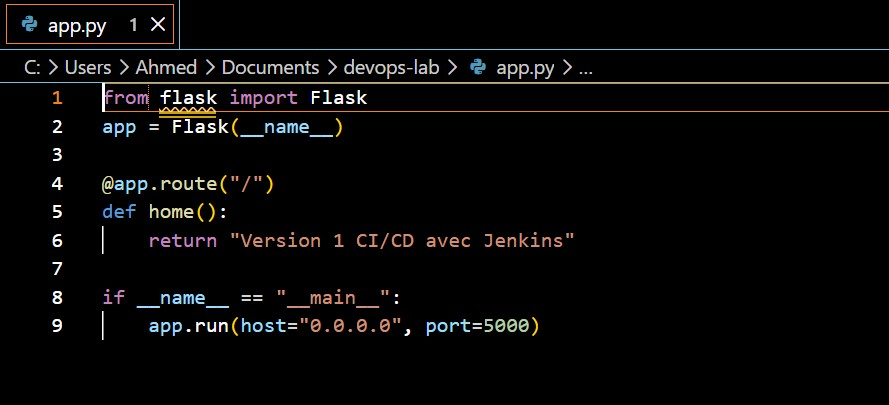 app.py 1 ×
C: > Users > Ahmed > Documents > devops-lab > app.py > ...
1 from flask import Flask
2 app = Flask(__name__)
3
4 @app.route("/")
5 def home():
6     return "Version 1 CI/CD avec Jenkins"
7
8 if __name__ == "__main__":
9     app.run(host="0.0.0.0", port=5000)